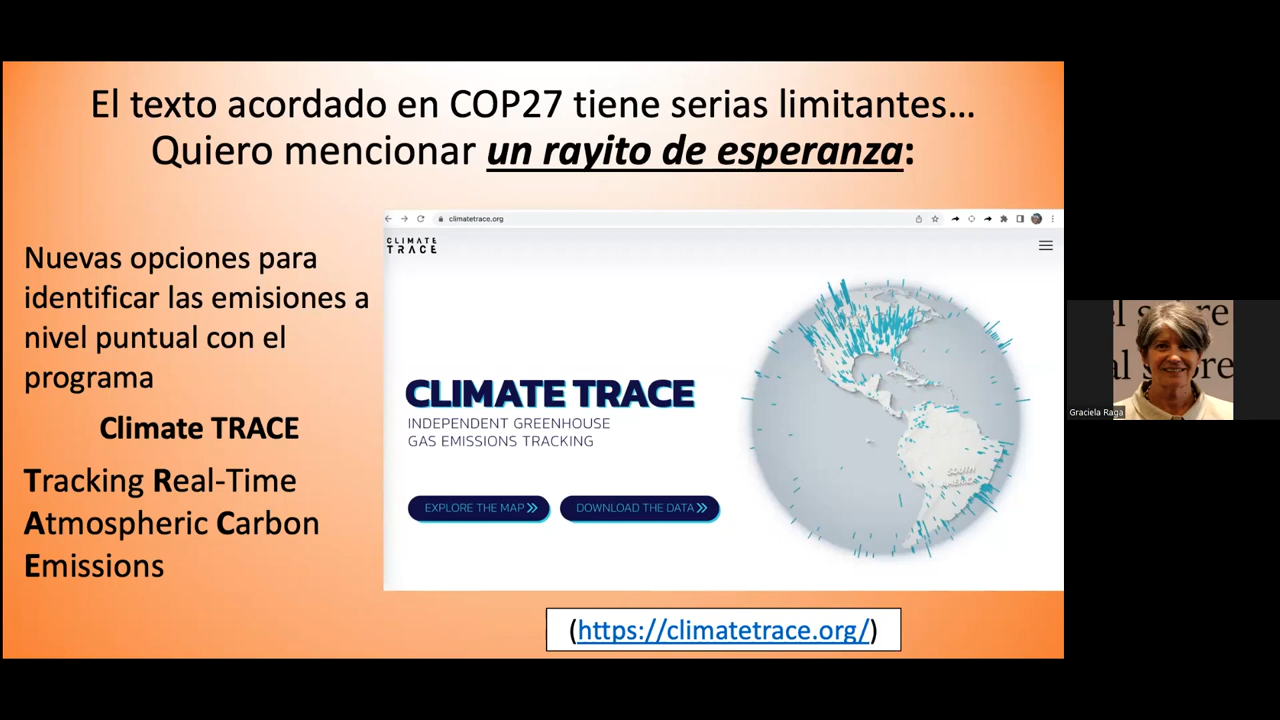 El texto acordado en COP27 tiene serias limitantes...
Quiero mencionar un rayito de esperanza:
climatetrace.org
CLIMATE
TRACE
Nuevas opciones para
identificar las emisiones a
nivel puntual con el
programa
Climate TRACE
Tracking Real-Time
Atmospheric Carbon
Emissions
CLIMATE TRACE
INDEPENDENT GREENHOUSE
GAS EMISSIONS TRACKING
EXPLORE THE MAP
DOWNLOAD THE DATA
SOUTH
AMERICA
(https://climatetrace.org/)
Graciela Raga